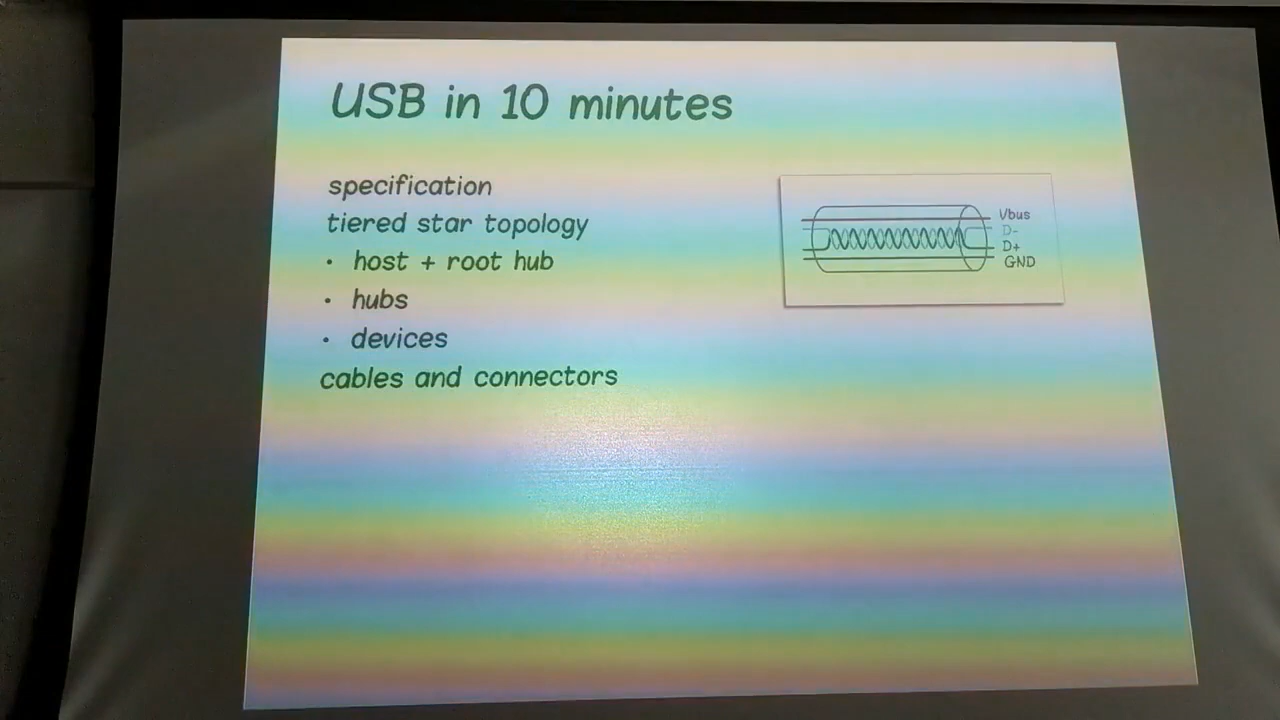 USB in 10 minutes
specification
tiered star topology
• host + root hub
• hubs
• devices
cables and connectors
Vbus
D-
D+
GND